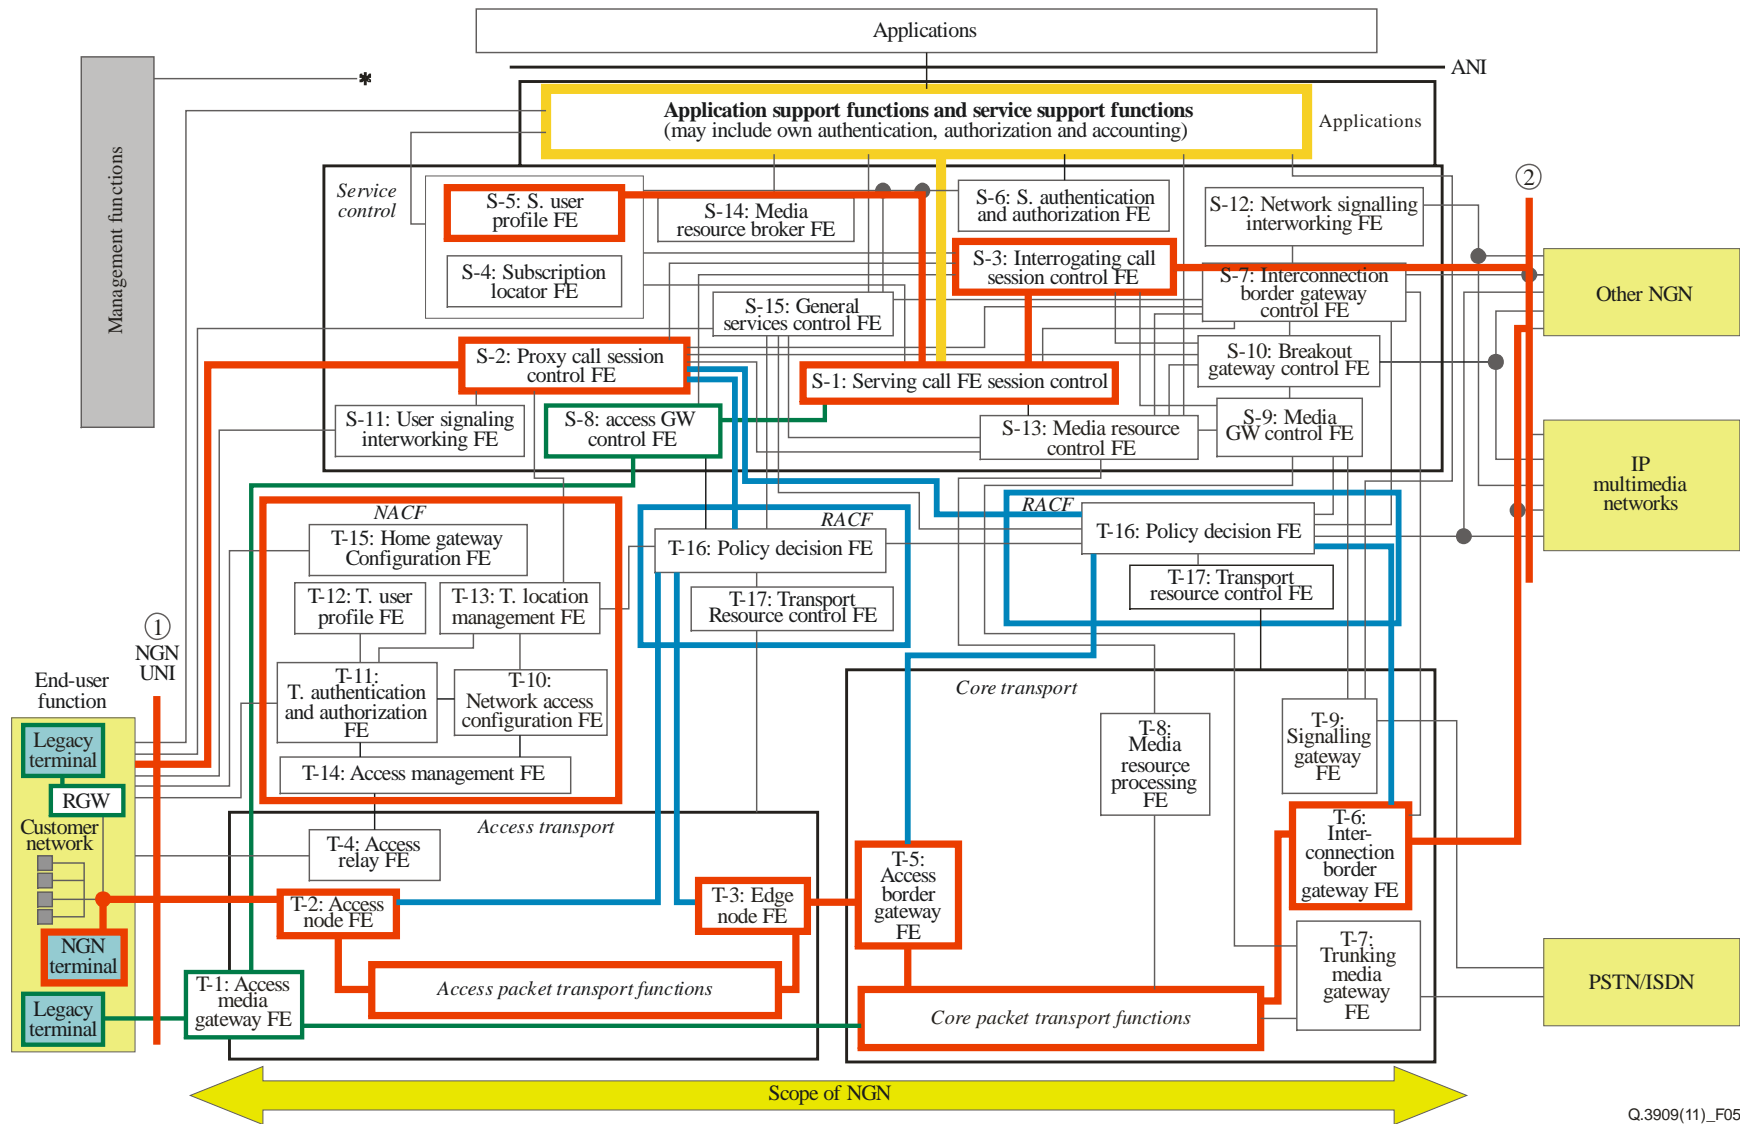 Applications
ANI
Management functions
*
Application support functions and service support functions
(may include own authentication, authorization and accounting)
Applications
Service
control
S-5: S. user
profile FE
S-14: Media
resource broker FE
S-6: S. authentication
and authorization FE
S-12: Network signalling
interworking FE
2
S-4: Subscription
locator FE
S-3: Interrogating call
session control FE
S-7: Interconnection
border gateway
control FE
Other NGN
S-15: General
services control FE
S-2: Proxy call session
control FE
S-1: Serving call FE session control
S-10: Breakout
gateway control FE
S-11: User signaling
interworking FE
S-8: access GW
control FE
S-13: Media resource
control FE
S-9: Media
GW control FE
IP
multimedia
networks
NACF
T-15: Home gateway
Configuration FE
RACF
T-16: Policy decision FE
RACF
T-16: Policy decision FE
T-12: T. user
profile FE
T-13: T. location
management FE
T-17: Transport
Resource control FE
T-17: Transport
resource control FE
1
NGN
UNI
End-user
function
T-11:
T. authentication
and authorization
FE
T-10:
Network access
configuration FE
T-14: Access management FE
Core transport
T-8:
Media
resource
processing
FE
T-9:
Signalling
gateway
FE
Legacy
terminal
RGW
Customer
network
Access transport
T-4: Access
relay FE
T-2: Access
node FE
T-3: Edge
node FE
T-5:
Access
border
gateway
FE
T-6:
Inter-
connection
border
gateway FE
NGN
terminal
Legacy
terminal
T-1: Access
media
gateway FE
Access packet transport functions
Core packet transport functions
T-7:
Trunking
media
gateway
FE
PSTN/ISDN
Scope of NGN
Q.3909(11)_F05